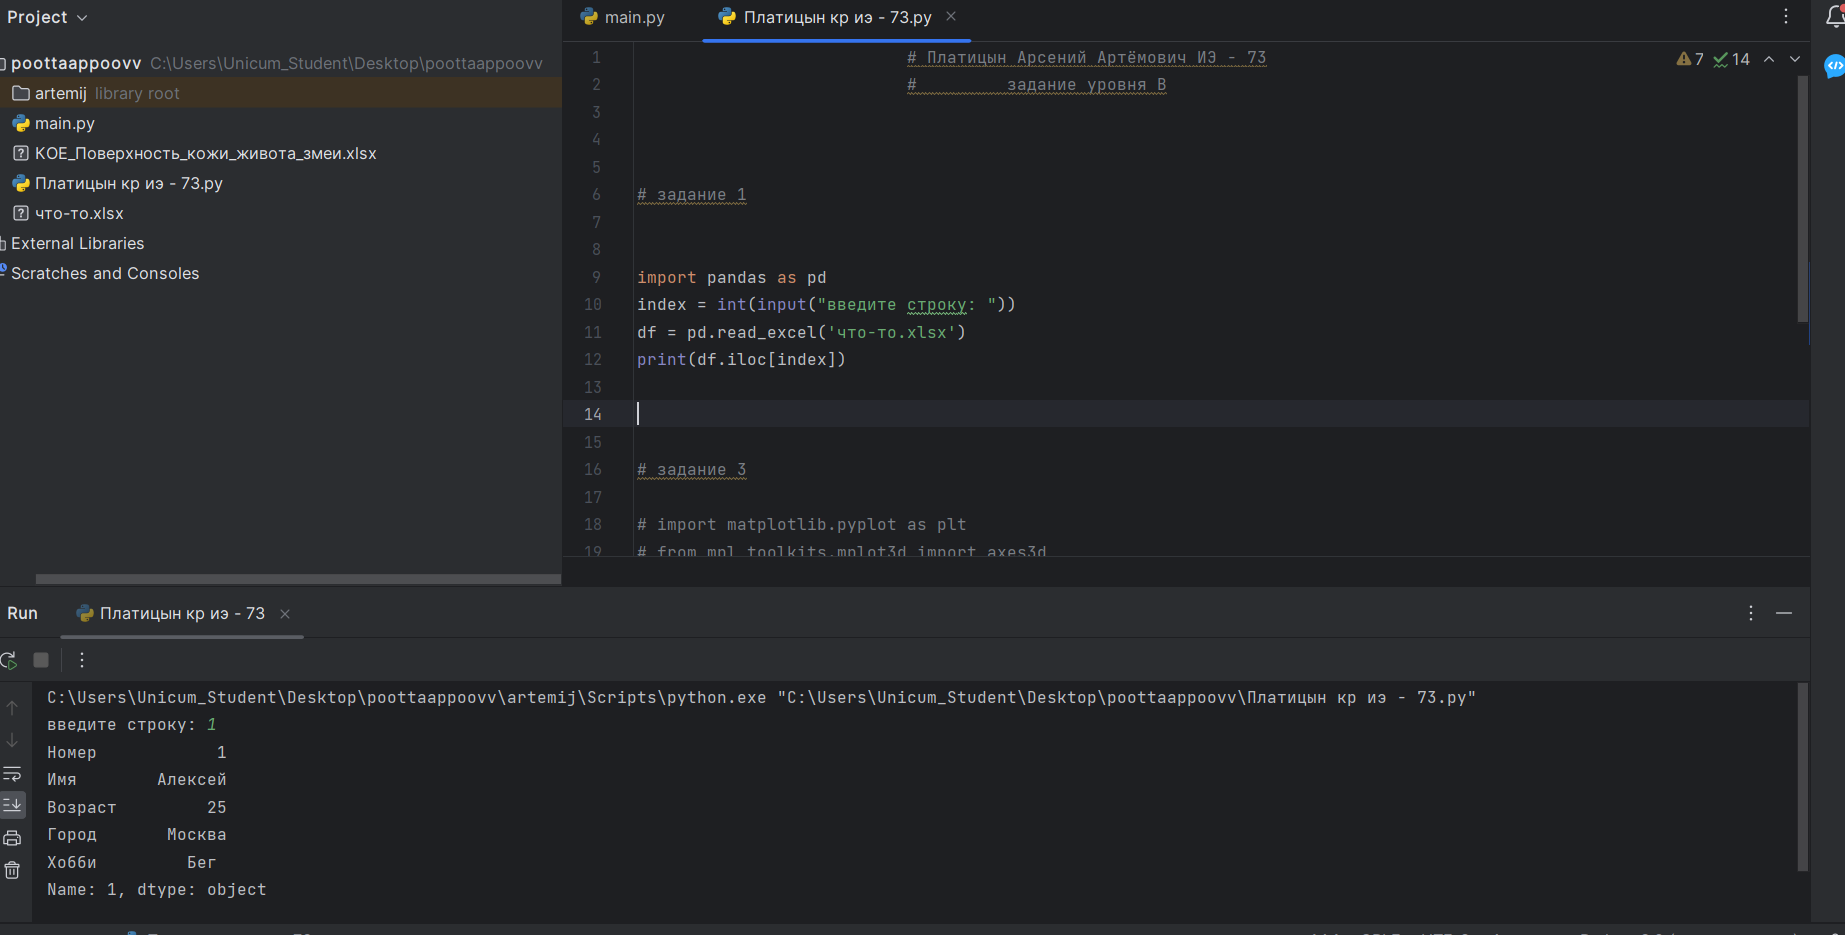 Project
poottaappoovv C:\Users\Unicum_Student\Desktop\poottaappoovv
artemij library root
main.py
КОЕ_Поверхность_кожи_живота_змеи.xlsx
Платицын кр иэ - 73.py
что-то.xlsx
External Libraries
Scratches and Consoles
main.py
Платицын кр иэ - 73.py
7 14
1 # Платицын Арсений Артёмович ИЭ - 73
2 # задание уровня В
3
4
5
6 # задание 1
7
8
9 import pandas as pd
10 index = int(input("введите строку: "))
11 df = pd.read_excel('что-то.xlsx')
12 print(df.iloc[index])
13
14
15
16 # задание 3
17
18 # import matplotlib.pyplot as plt
19 # from mpl_toolkits.mplot3d import axes3d
Run Платицын кр иэ - 73
C:\Users\Unicum_Student\Desktop\poottaappoovv\artemij\Scripts\python.exe "C:\Users\Unicum_Student\Desktop\poottaappoovv\Платицын кр иэ - 73.py"
введите строку: 1
Номер 1
Имя Алексей
Возраст 25
Город Москва
Хобби Бег
Name: 1, dtype: object